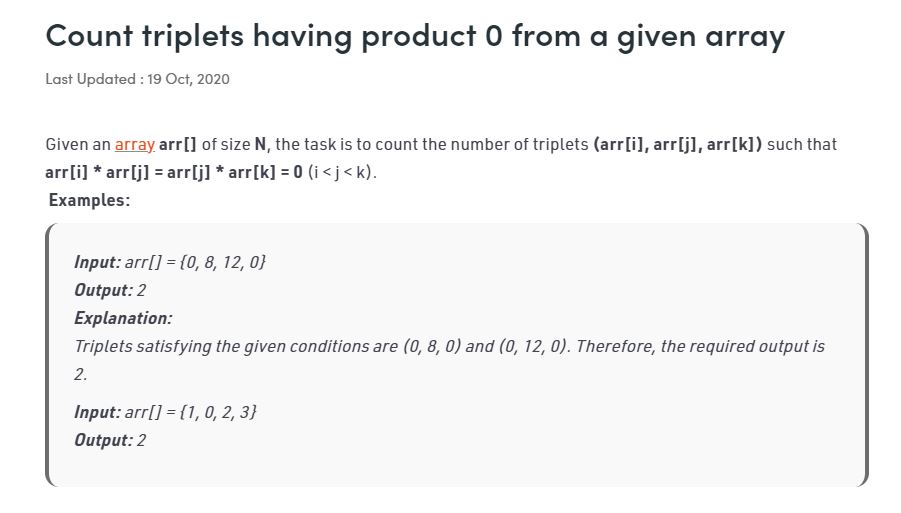 Count triplets having product 0 from a given array
Last Updated : 19 Oct, 2020
Given an array arr[] of size N, the task is to count the number of triplets (arr[i], arr[j], arr[k]) such that
arr[i] * arr[j] = arr[j] * arr[k] = 0 (i < j < k).
Examples:
Input: arr[] = {0, 8, 12, 0}
Output: 2
Explanation:
Triplets satisfying the given conditions are (0, 8, 0) and (0, 12, 0). Therefore, the required output is
2.
Input: arr[] = {1, 0, 2, 3}
Output: 2